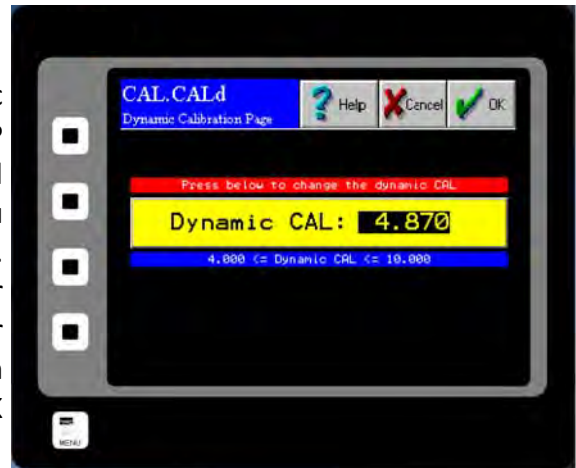 CAL.CALd
Dynamic Calibration Page
Help
Cancel
OK
Press below to change the dynamic CAL
Dynamic CAL: 4.870
4.000 <= Dynamic CAL <= 10.000
MENU